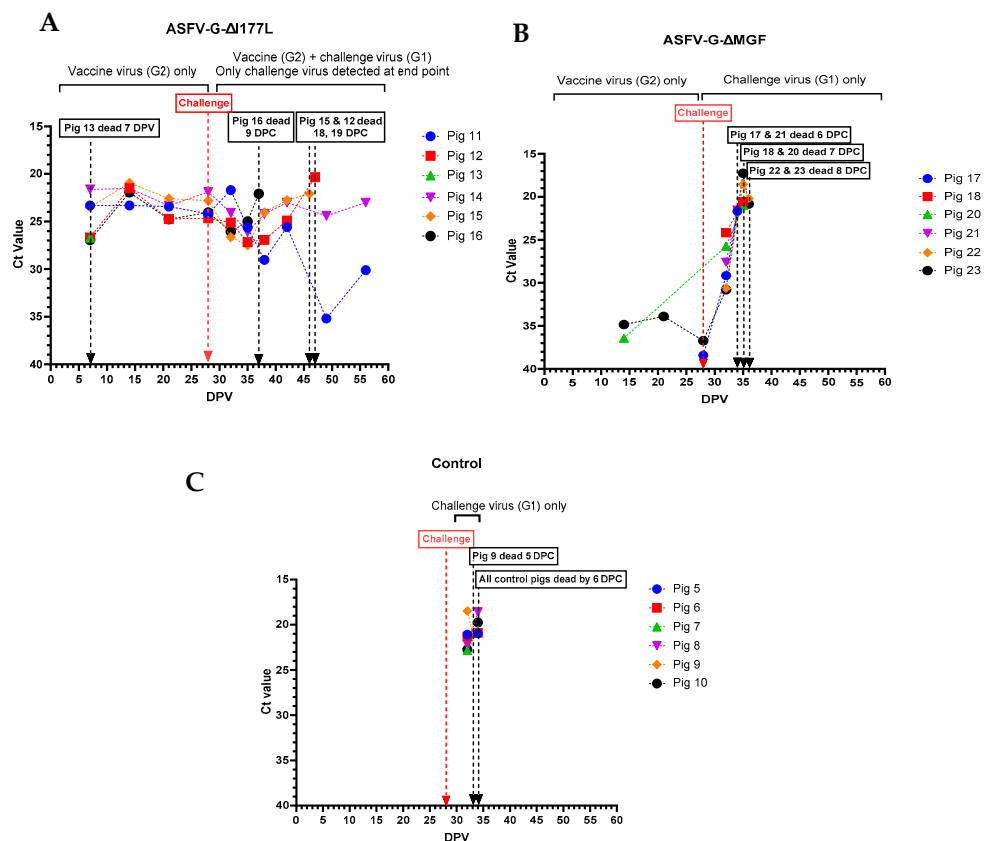 A
ASFV-G-ΔI177L
Vaccine virus (G2) only
Vaccine virus (G2) + challenge virus (G1)
Only challenge virus detected at end point
Challenge
Pig 13 dead 7 DPV
Pig 16 dead
9 DPC
Pig 15 & 12 dead
18, 19 DPC
Ct Value
15
20
25
30
35
40
0 5 10 15 20 25 30 35 40 45 50 55 60
DPV
Pig 11
Pig 12
Pig 13
Pig 14
Pig 15
Pig 16
B
ASFV-G-ΔMGF
Vaccine virus (G2) only
Challenge virus (G1) only
Challenge
Pig 17 & 21 dead 6 DPC
Pig 18 & 20 dead 7 DPC
Pig 22 & 23 dead 8 DPC
Ct Value
15
20
25
30
35
40
0 5 10 15 20 25 30 35 40 45 50 55 60
DPV
Pig 17
Pig 18
Pig 20
Pig 21
Pig 22
Pig 23
C
Control
Challenge virus (G1) only
Challenge
Pig 9 dead 5 DPC
All control pigs dead by 6 DPC
Ct value
15
20
25
30
35
40
0 5 10 15 20 25 30 35 40 45 50 55 60
DPV
Pig 5
Pig 6
Pig 7
Pig 8
Pig 9
Pig 10